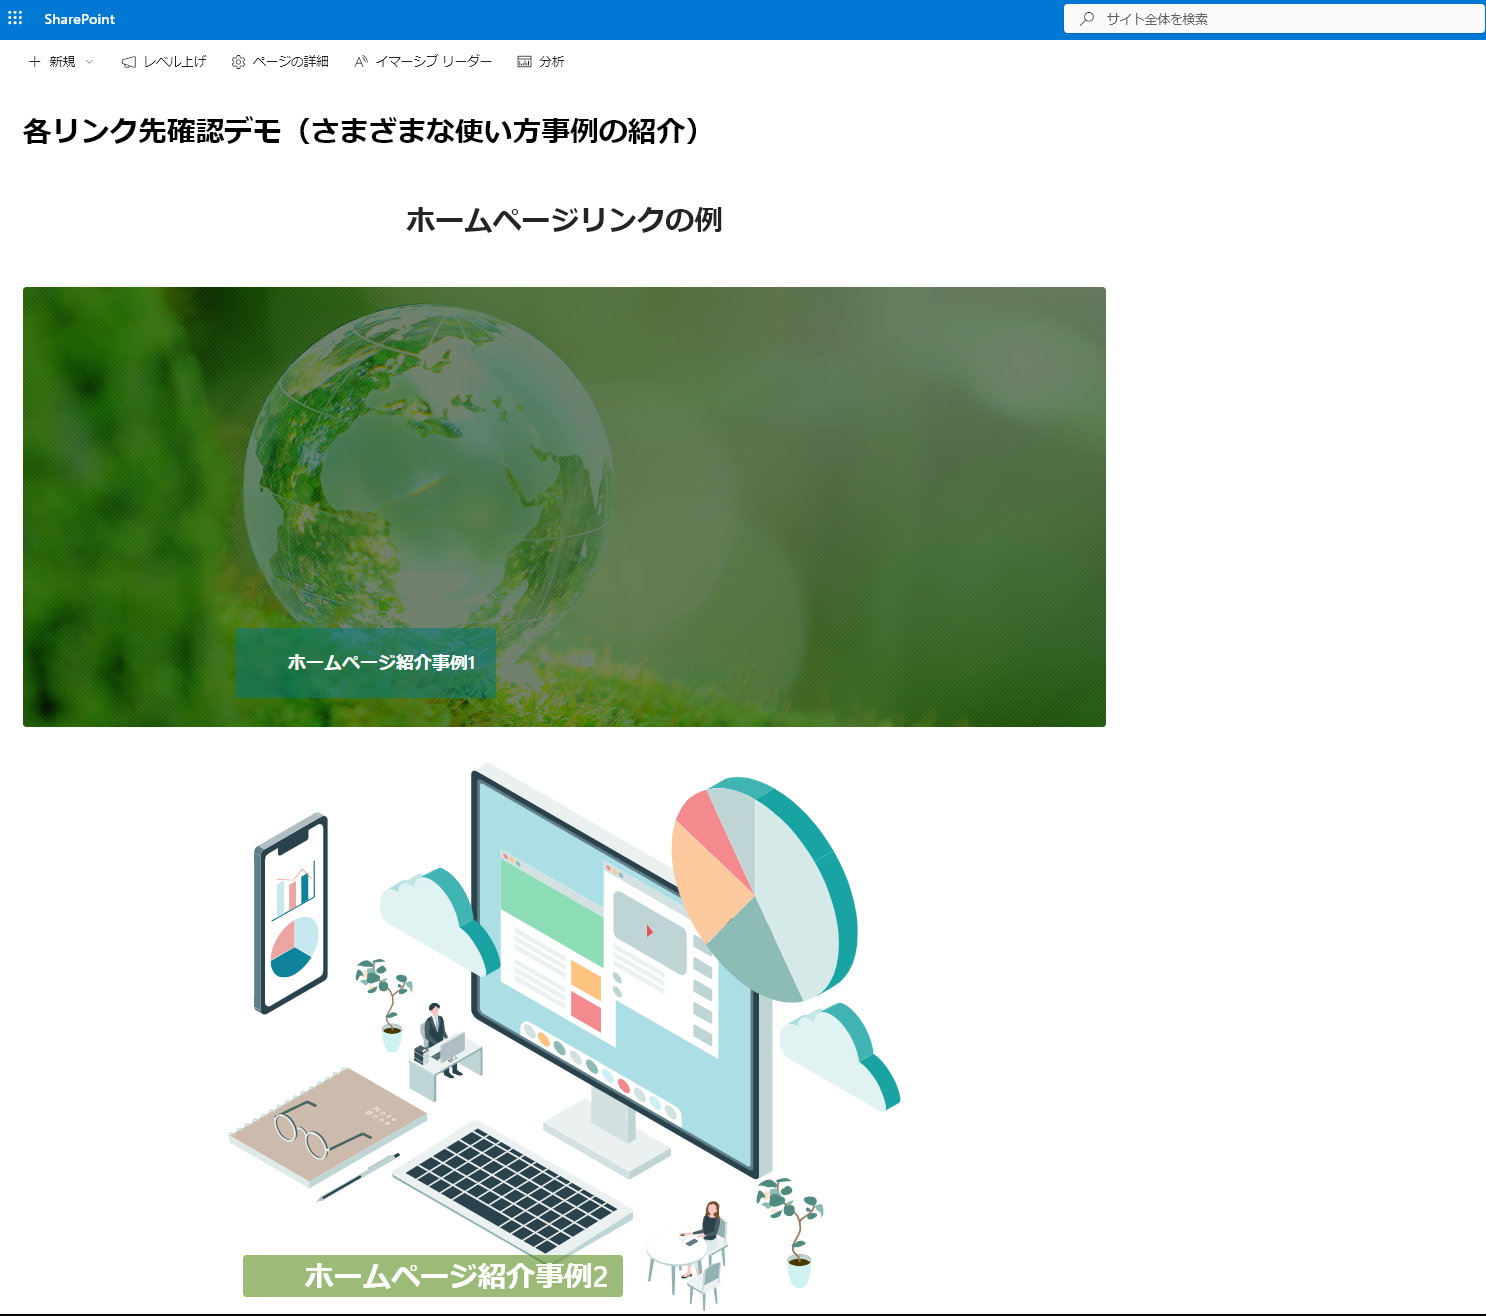 SharePoint
サイト全体を検索
新規
レベル上げ
ページの詳細
イマーシブ リーダー
分析
各リンク先確認デモ（さまざまな使い方事例の紹介）
ホームページリンクの例
ホームページ紹介事例1
Note
Book
ホームページ紹介事例2